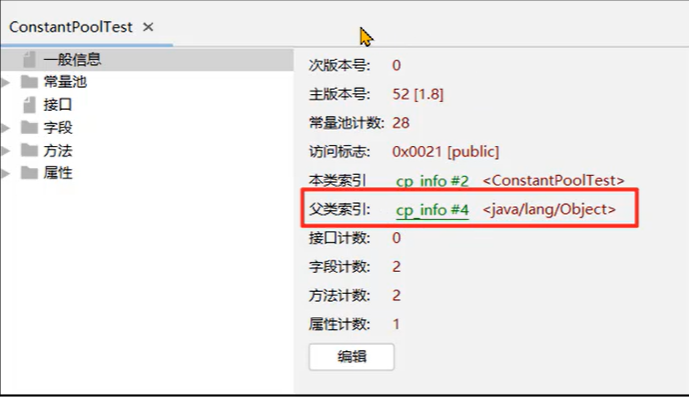 ConstantPoolTest ×
一般信息
常量池
接口
字段
方法
属性
次版本号: 0
主版本号: 52 [1.8]
常量池计数: 28
访问标志: 0x0021 [public]
本类索引 cp_info #2 <ConstantPoolTest>
父类索引: cp_info #4 <java/lang/Object>
接口计数: 0
字段计数: 2
方法计数: 2
属性计数: 1
编辑